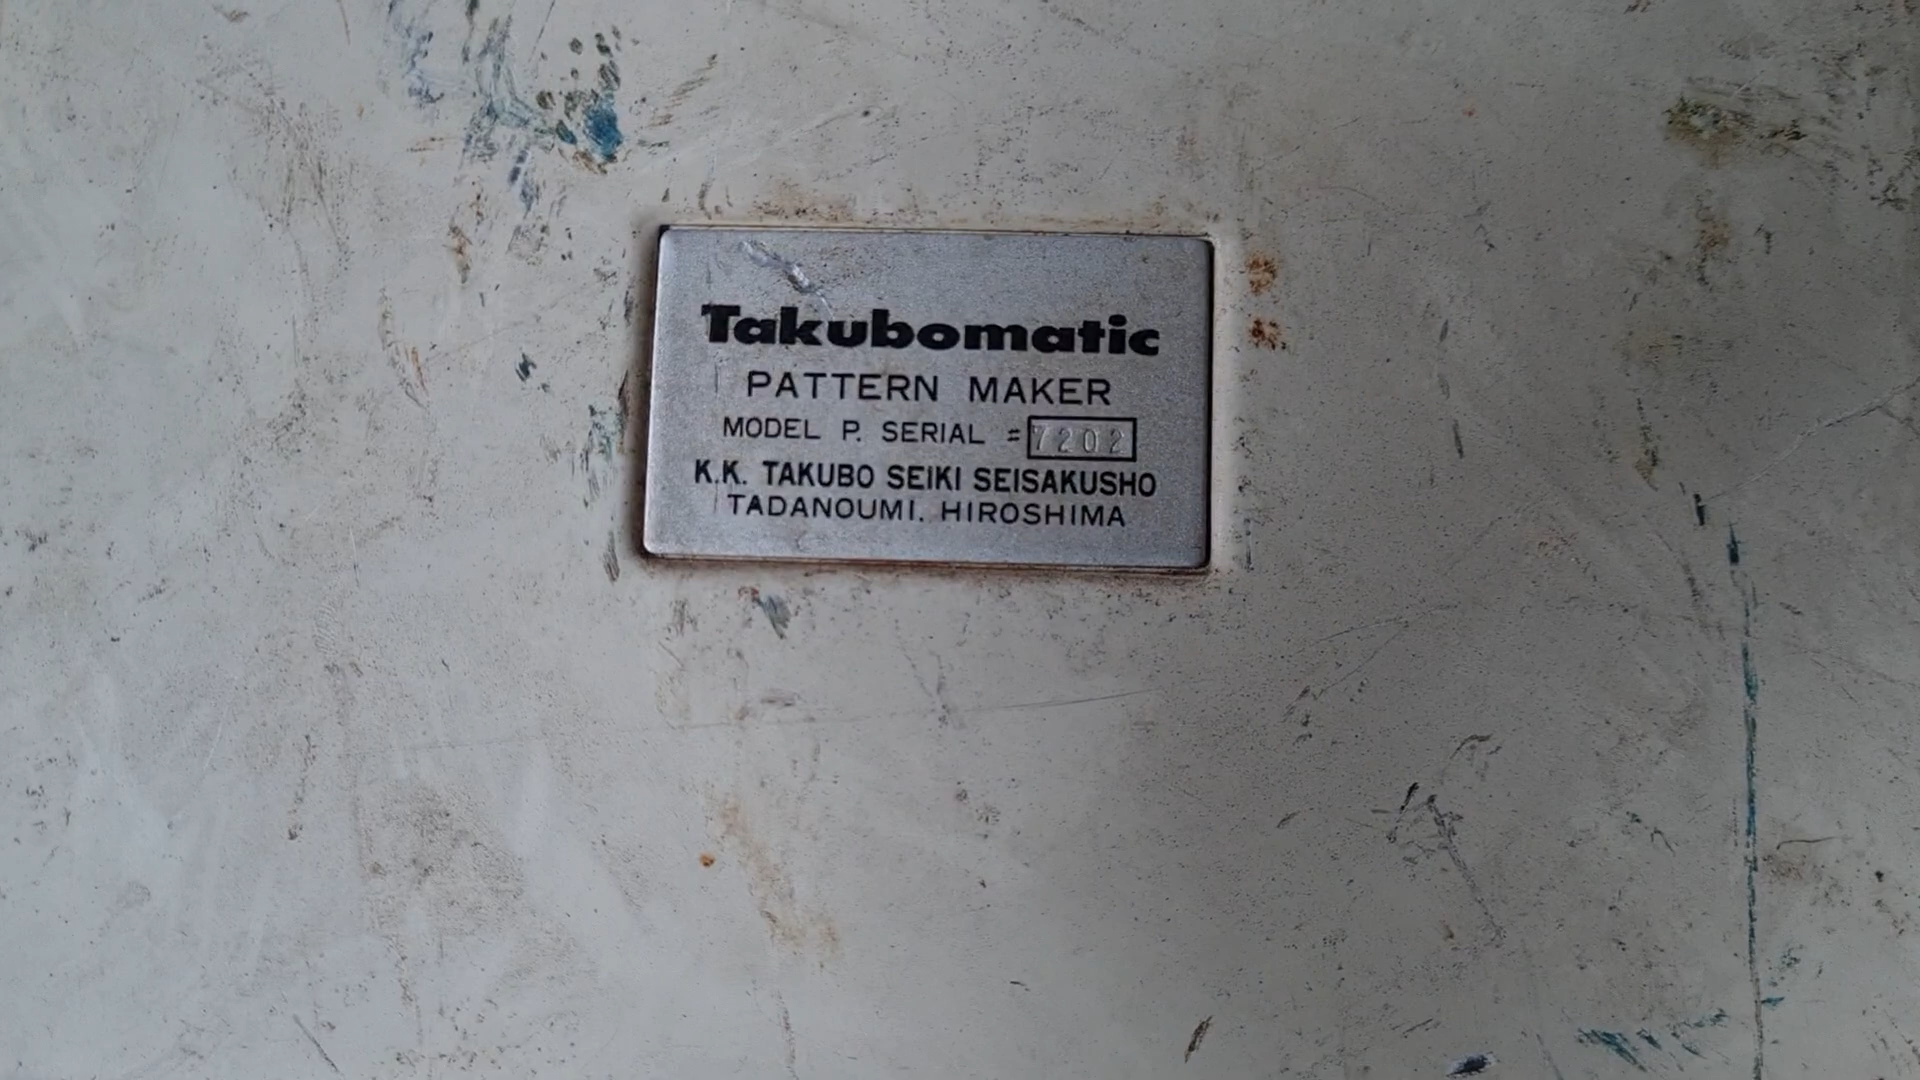 Takubomatic
PATTERN MAKER
MODEL P. SERIAL = 7202
K.K. TAKUBO SEIKI SEISAKUSHO
TADANOUMI. HIROSHIMA